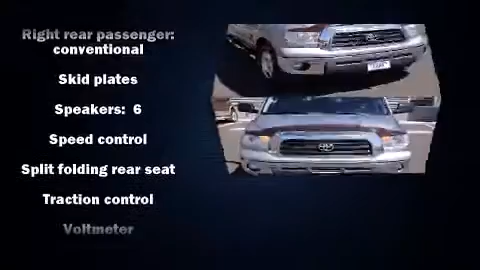 Right rear passenger:
conventional
Skid plates
Speakers: 6
Speed control
Split folding rear seat
Traction control
Voltmeter